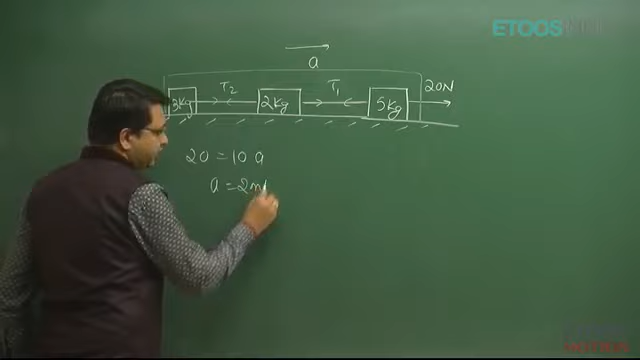 ETOOS
a
T2
T1
20N
3Kg
2Kg
5Kg
20 = 10 a
a = 2m